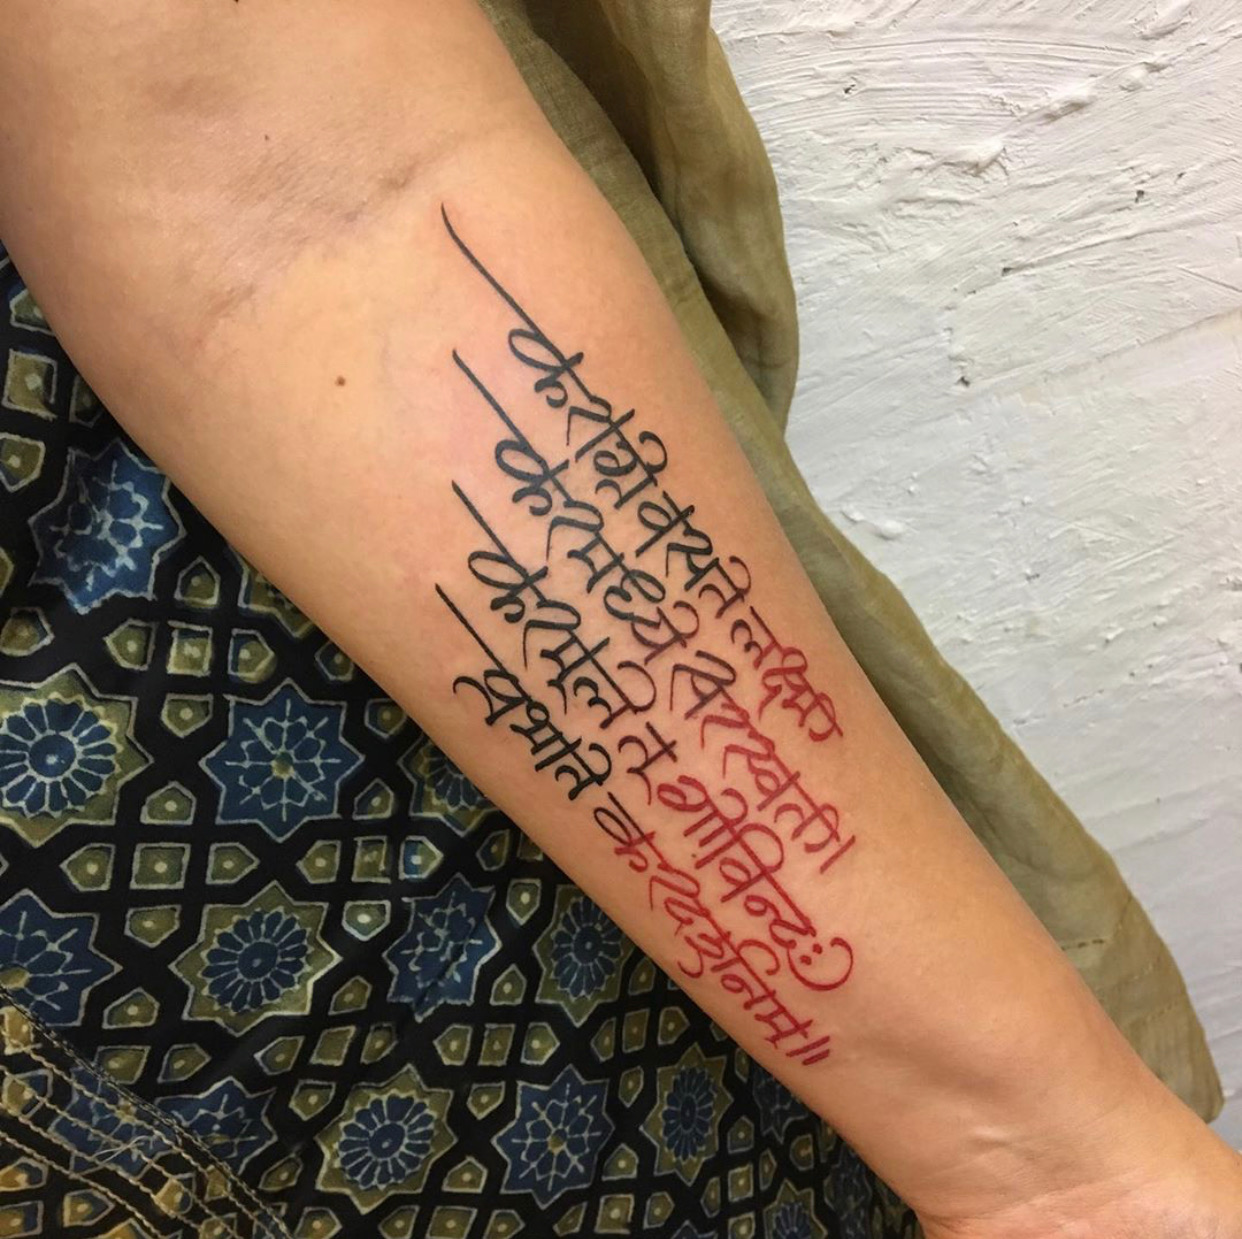 कराग्रे वसते लक्ष्मी
करमध्ये सरस्वती।
करमूले तु गोविन्दः
प्रभाते करदर्शनम्॥